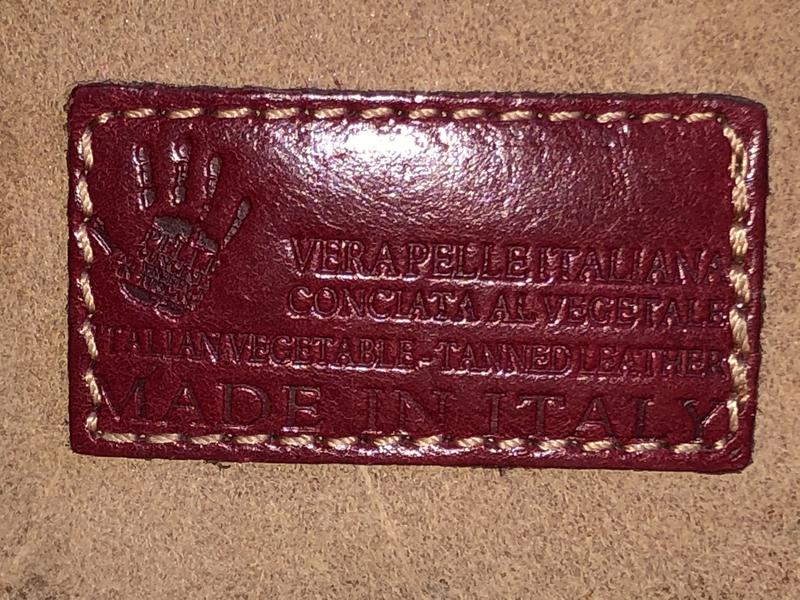 VERA PELLE ITALIANA
CONCIATA AL VEGETALE
ITALIAN VEGETABLE-TANNED LEATHER
MADE IN ITALY